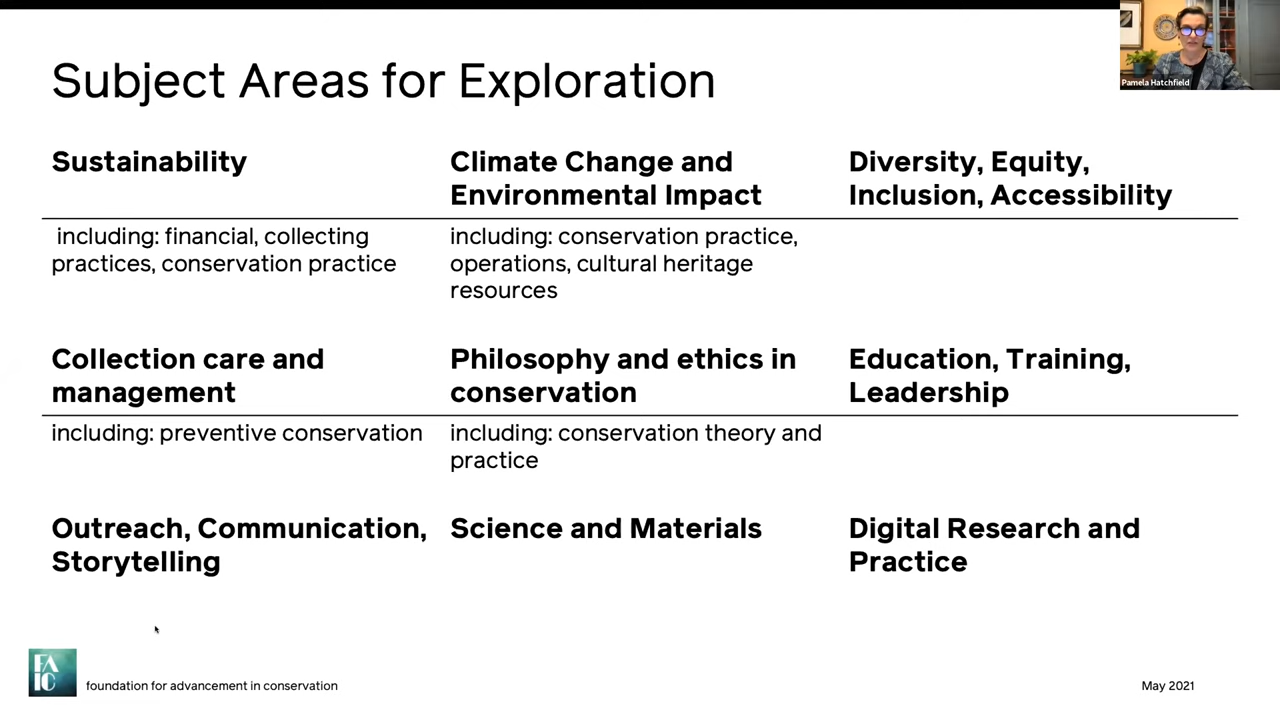 Subject Areas for Exploration
Pamela Hatchfield
Sustainability
Climate Change and
Environmental Impact
Diversity, Equity,
Inclusion, Accessibility
including: financial, collecting
practices, conservation practice
including: conservation practice,
operations, cultural heritage
resources
Collection care and
management
Philosophy and ethics in
conservation
Education, Training,
Leadership
including: preventive conservation
including: conservation theory and
practice
Outreach, Communication,
Storytelling
Science and Materials
Digital Research and
Practice
FA
IC
foundation for advancement in conservation
May 2021